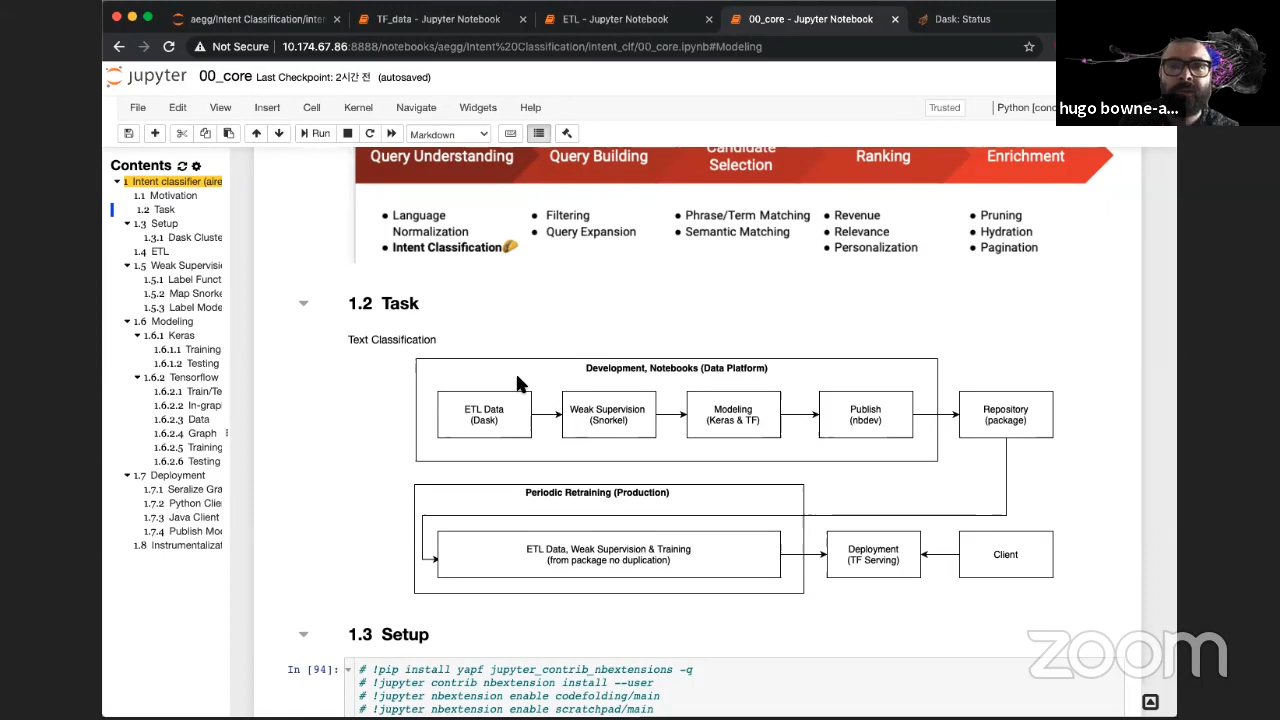 aegg/Intent Classification/inter
TF_data - Jupyter Notebook
ETL - Jupyter Notebook
00_core - Jupyter Notebook
Dask: Status
Not Secure
10.174.67.86:8888/notebooks/aegg/Intent%20Classification/intent_clf/00_core.ipynb#Modeling
hugo bowne-a...
jupyter
00_core Last Checkpoint: 2시간 전 (autosaved)
File Edit View Insert Cell Kernel Navigate Widgets Help
Trusted
Python [cond
Run
Markdown
Contents
1 Intent classifier (aire
1.1 Motivation
1.2 Task
1.3 Setup
1.3.1 Dask Cluste
1.4 ETL
1.5 Weak Supervisi
1.5.1 Label Funct
1.5.2 Map Snorke
1.5.3 Label Mode
1.6 Modeling
1.6.1 Keras
1.6.1.1 Training
1.6.1.2 Testing
1.6.2 Tensorflow
1.6.2.1 Train/Te
1.6.2.2 In-grap
1.6.2.3 Data
1.6.2.4 Graph
1.6.2.5 Training
1.6.2.6 Testing
1.7 Deployment
1.7.1 Seralize Gra
1.7.2 Python Clie
1.7.3 Java Client
1.7.4 Publish Mod
1.8 Instrumentalizat
Query Understanding
Query Building
Candidate
Selection
Ranking
Enrichment
• Language
Normalization
• Intent Classification
• Filtering
• Query Expansion
• Phrase/Term Matching
• Semantic Matching
• Revenue
• Relevance
• Personalization
• Pruning
• Hydration
• Pagination
1.2 Task
Text Classification
Development, Notebooks (Data Platform)
ETL Data
(Dask)
Weak Supervision
(Snorkel)
Modeling
(Keras & TF)
Publish
(nbdev)
Repository
(package)
Periodic Retraining (Production)
ETL Data, Weak Supervision & Training
(from package no duplication)
Deployment
(TF Serving)
Client
1.3 Setup
In [94]:
# !pip install yapf jupyter_contrib_nbextensions -q
# !jupyter contrib nbextension install --user
# !jupyter nbextension enable codefolding/main
# !jupyter nbextension enable scratchpad/main
zoom